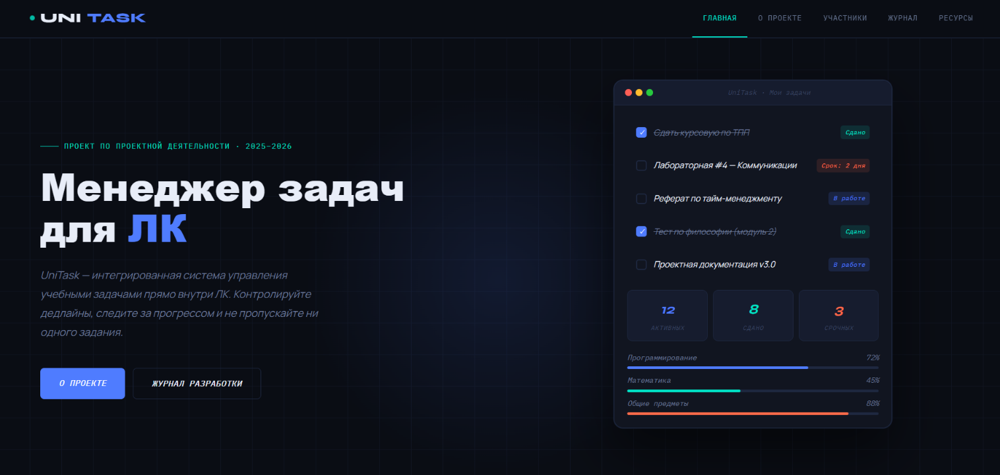 UNI TASK
ГЛАВНАЯ О ПРОЕКТЕ УЧАСТНИКИ ЖУРНАЛ РЕСУРСЫ
ПРОЕКТ ПО ПРОЕКТНОЙ ДЕЯТЕЛЬНОСТИ · 2025–2026
Менеджер задач
для ЛК
UniTask — интегрированная система управления
учебными задачами прямо внутри ЛК. Контролируйте
дедлайны, следите за прогрессом и не пропускайте ни
одного задания.
О ПРОЕКТЕ
ЖУРНАЛ РАЗРАБОТКИ
UniTask · Мои задачи
Сдать курсовую по ТПП Сдано
Лабораторная #4 — Коммуникации Срок: 2 дня
Реферат по тайм-менеджменту В работе
Тест по философии (модуль 2) Сдано
Проектная документация v3.0 В работе
12 8 3
АКТИВНЫХ СДАНО СРОЧНЫХ
Программирование 72%
Математика 45%
Общие предметы 88%